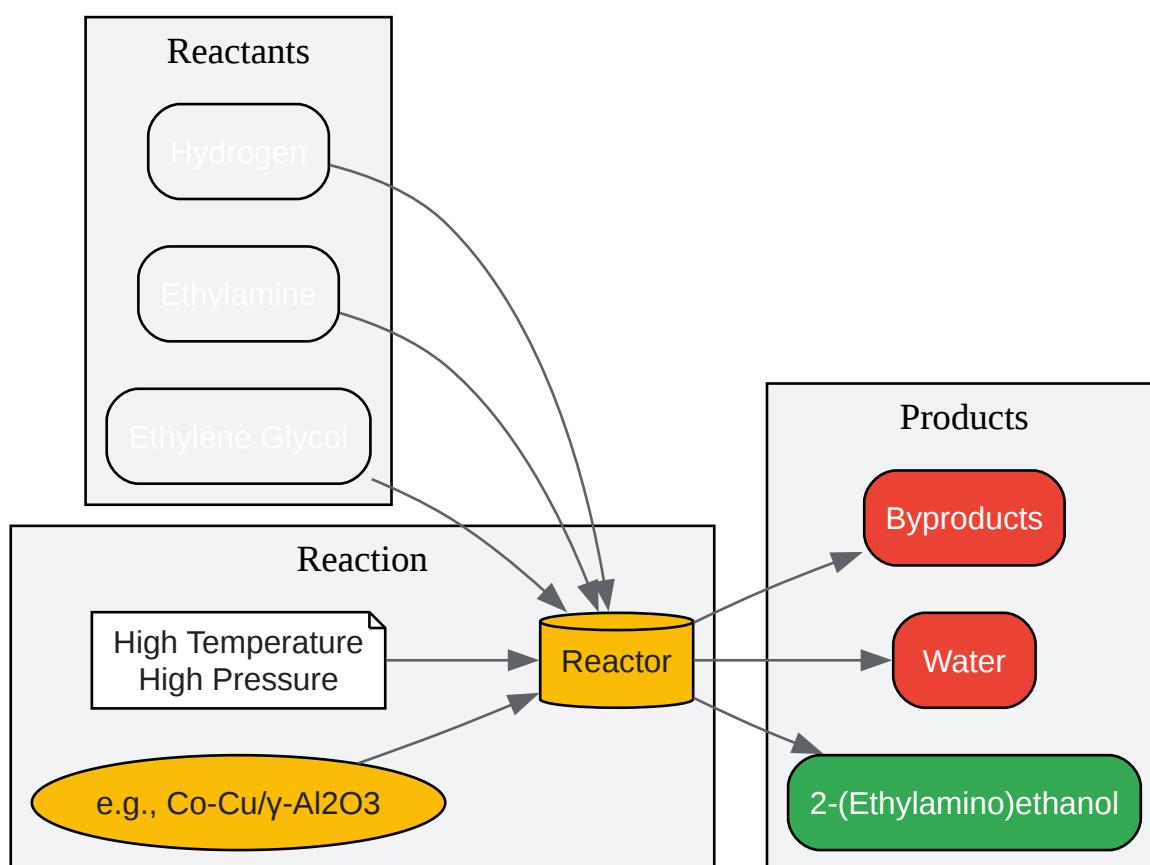 Reactants
Hydrogen
Ethylamine
Ethylene Glycol
Reaction
High Temperature
High Pressure
Reactor
e.g., Co-Cu/γ-Al2O3
Products
Byproducts
Water
2-(Ethylamino)ethanol